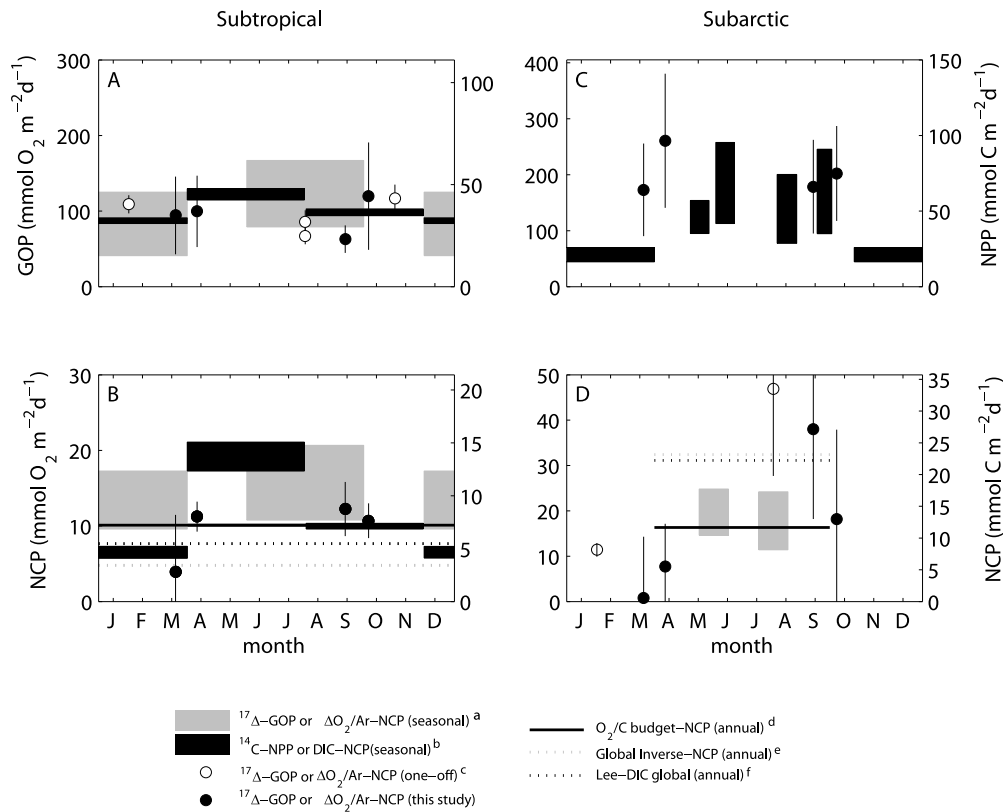 Subtropical
Subarctic
A
300
200
100
0
GOP (mmol O₂ m⁻²d⁻¹)
100
50
0
C
400
350
300
250
200
150
100
50
0
150
100
50
0
NPP (mmol C m⁻²d⁻¹)
B
30
20
10
0
NCP (mmol O₂ m⁻²d⁻¹)
20
15
10
5
0
J F M A M J J A S O N D
month
D
50
40
30
20
10
0
35
30
25
20
15
10
5
0
NCP (mmol C m⁻²d⁻¹)
J F M A M J J A S O N D
month
¹⁷Δ−GOP or ΔO₂/Ar−NCP (seasonal) ᵃ
¹⁴C−NPP or DIC−NCP(seasonal) ᵇ
¹⁷Δ−GOP or ΔO₂/Ar−NCP (one−off) ᶜ
¹⁷Δ−GOP or ΔO₂/Ar−NCP (this study)
O₂/C budget−NCP (annual) ᵈ
Global Inverse−NCP (annual) ᵉ
Lee−DIC global (annual) ᶠ